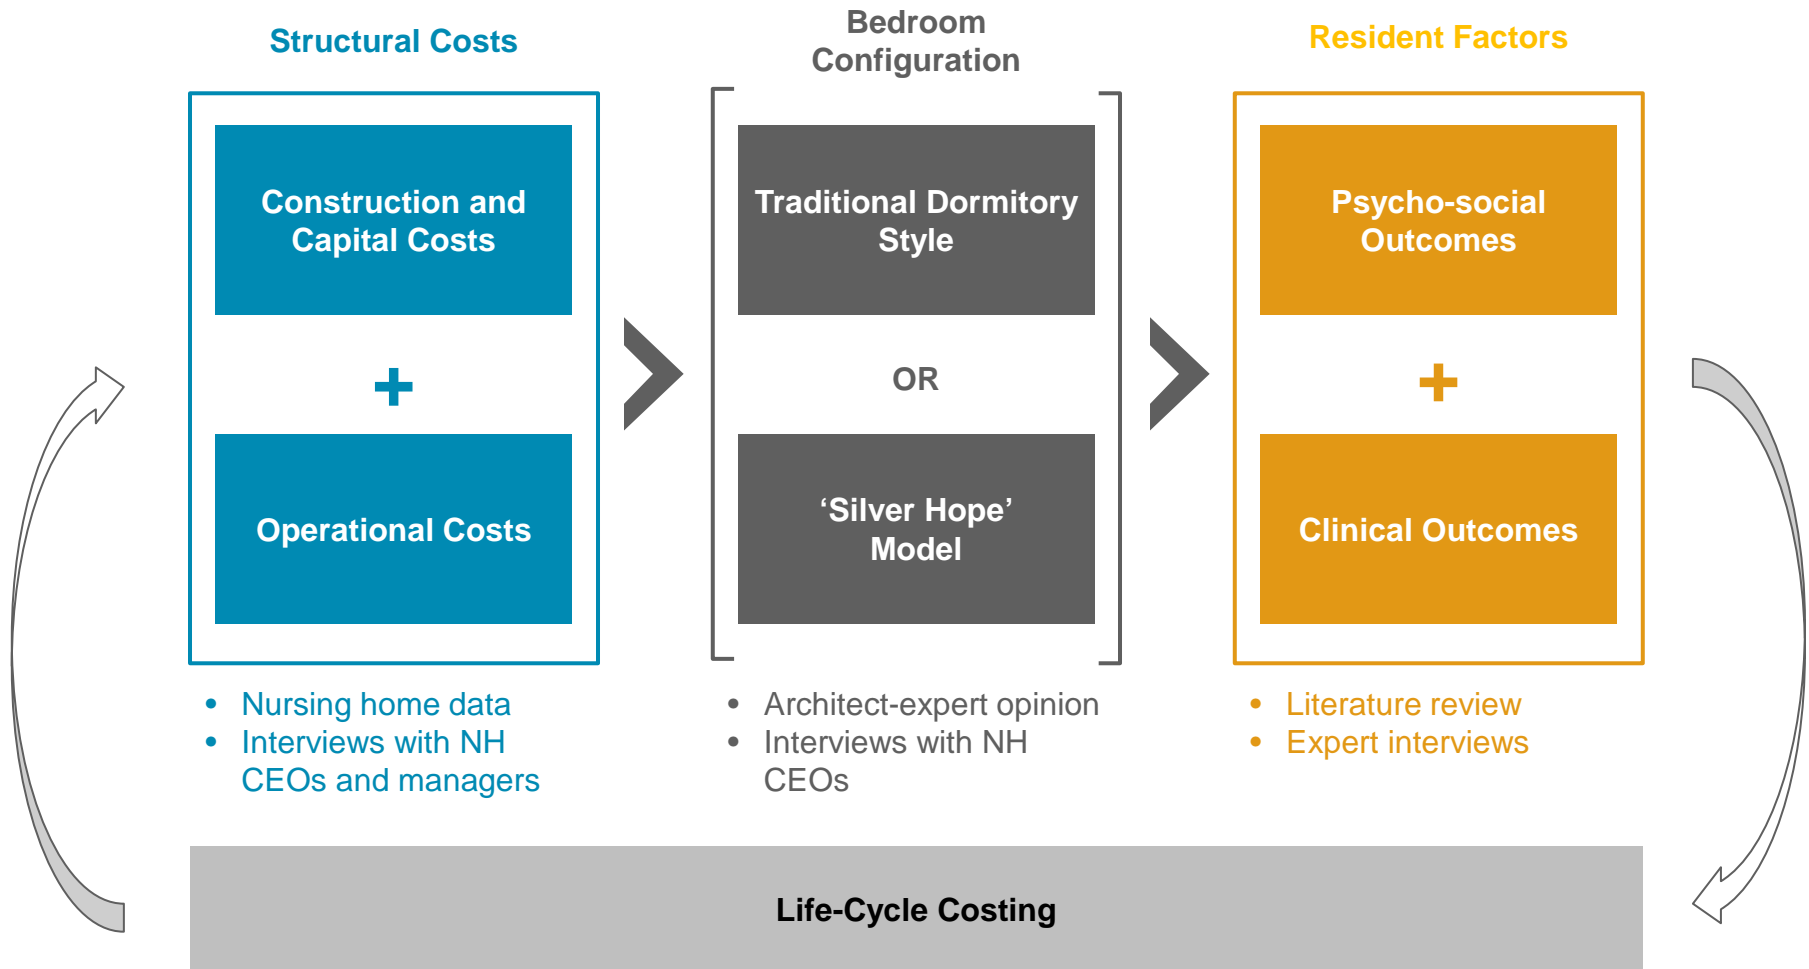 Structural Costs
Construction and
Capital Costs
+
Operational Costs
• Nursing home data
• Interviews with NH
CEOs and managers
Bedroom
Configuration
Traditional Dormitory
Style
OR
‘Silver Hope’
Model
• Architect-expert opinion
• Interviews with NH
CEOs
Resident Factors
Psycho-social
Outcomes
+
Clinical Outcomes
• Literature review
• Expert interviews
Life-Cycle Costing